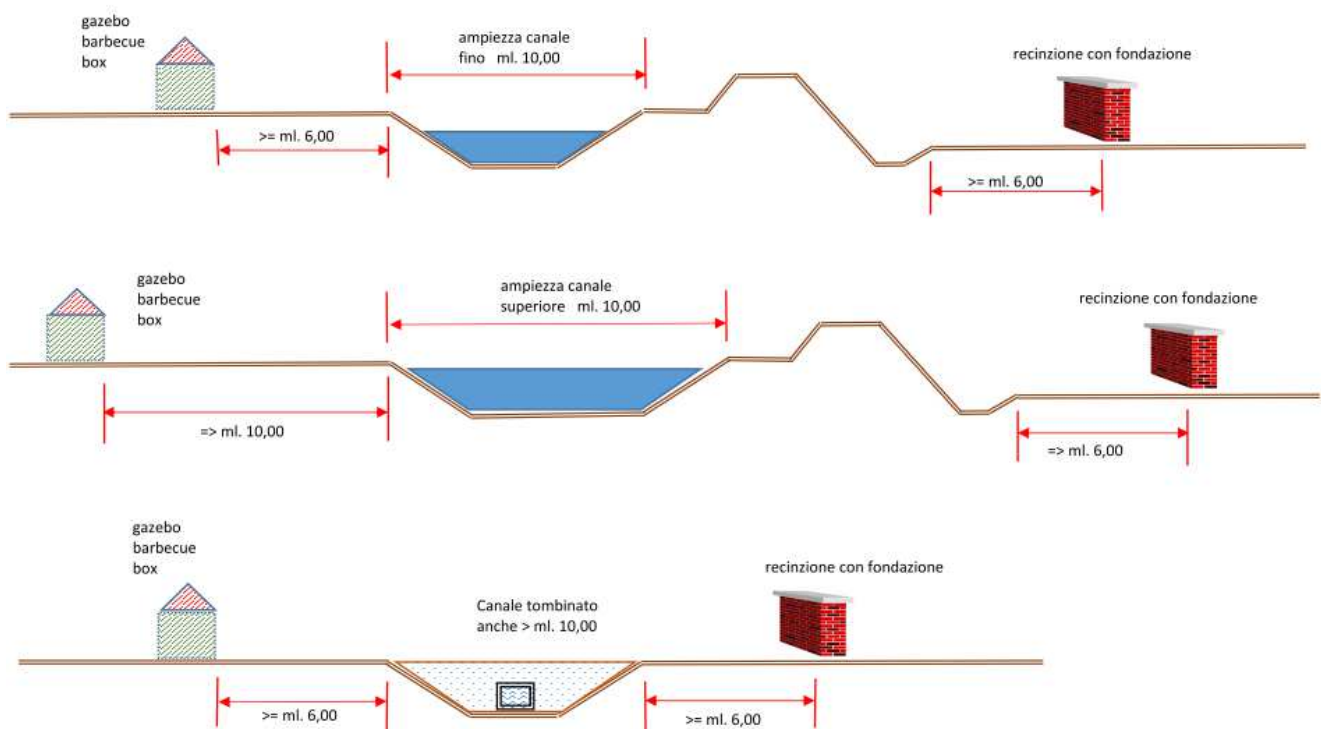 gazebo
barbecue
box
ampiezza canale
fino ml. 10,00
recinzione con fondazione
>= ml. 6,00
>= ml. 6,00
gazebo
barbecue
box
ampiezza canale
superiore ml. 10,00
recinzione con fondazione
=> ml. 10,00
=> ml. 6,00
gazebo
barbecue
box
Canale tombinato
anche > ml. 10,00
recinzione con fondazione
>= ml. 6,00
>= ml. 6,00